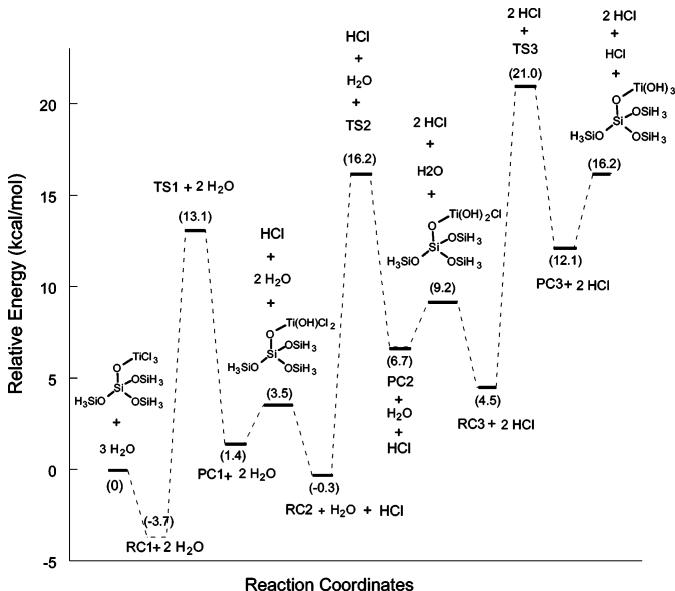 Relative Energy (kcal/mol)
20
15
10
5
0
-5
TiCl3
O
Si
OSiH3
H3SiO
OSiH3
+
3 H2O
(0)
(-3.7)
RC1+ 2 H2O
TS1 + 2 H2O
(13.1)
(1.4)
PC1+ 2 H2O
HCl
+
2 H2O
+
Ti(OH)Cl2
O
OSiH3
Si
H3SiO
OSiH3
(3.5)
(-0.3)
RC2 + H2O + HCl
HCl
+
H2O
+
TS2
(16.2)
(6.7)
PC2
+
H2O
+
HCl
2 HCl
+
H2O
+
Ti(OH)2Cl
O
OSiH3
Si
H3SiO
OSiH3
(9.2)
(4.5)
RC3 + 2 HCl
2 HCl
+
TS3
(21.0)
(12.1)
PC3+ 2 HCl
2 HCl
+
HCl
+
Ti(OH)3
O
OSiH3
Si
H3SiO
OSiH3
(16.2)
Reaction Coordinates